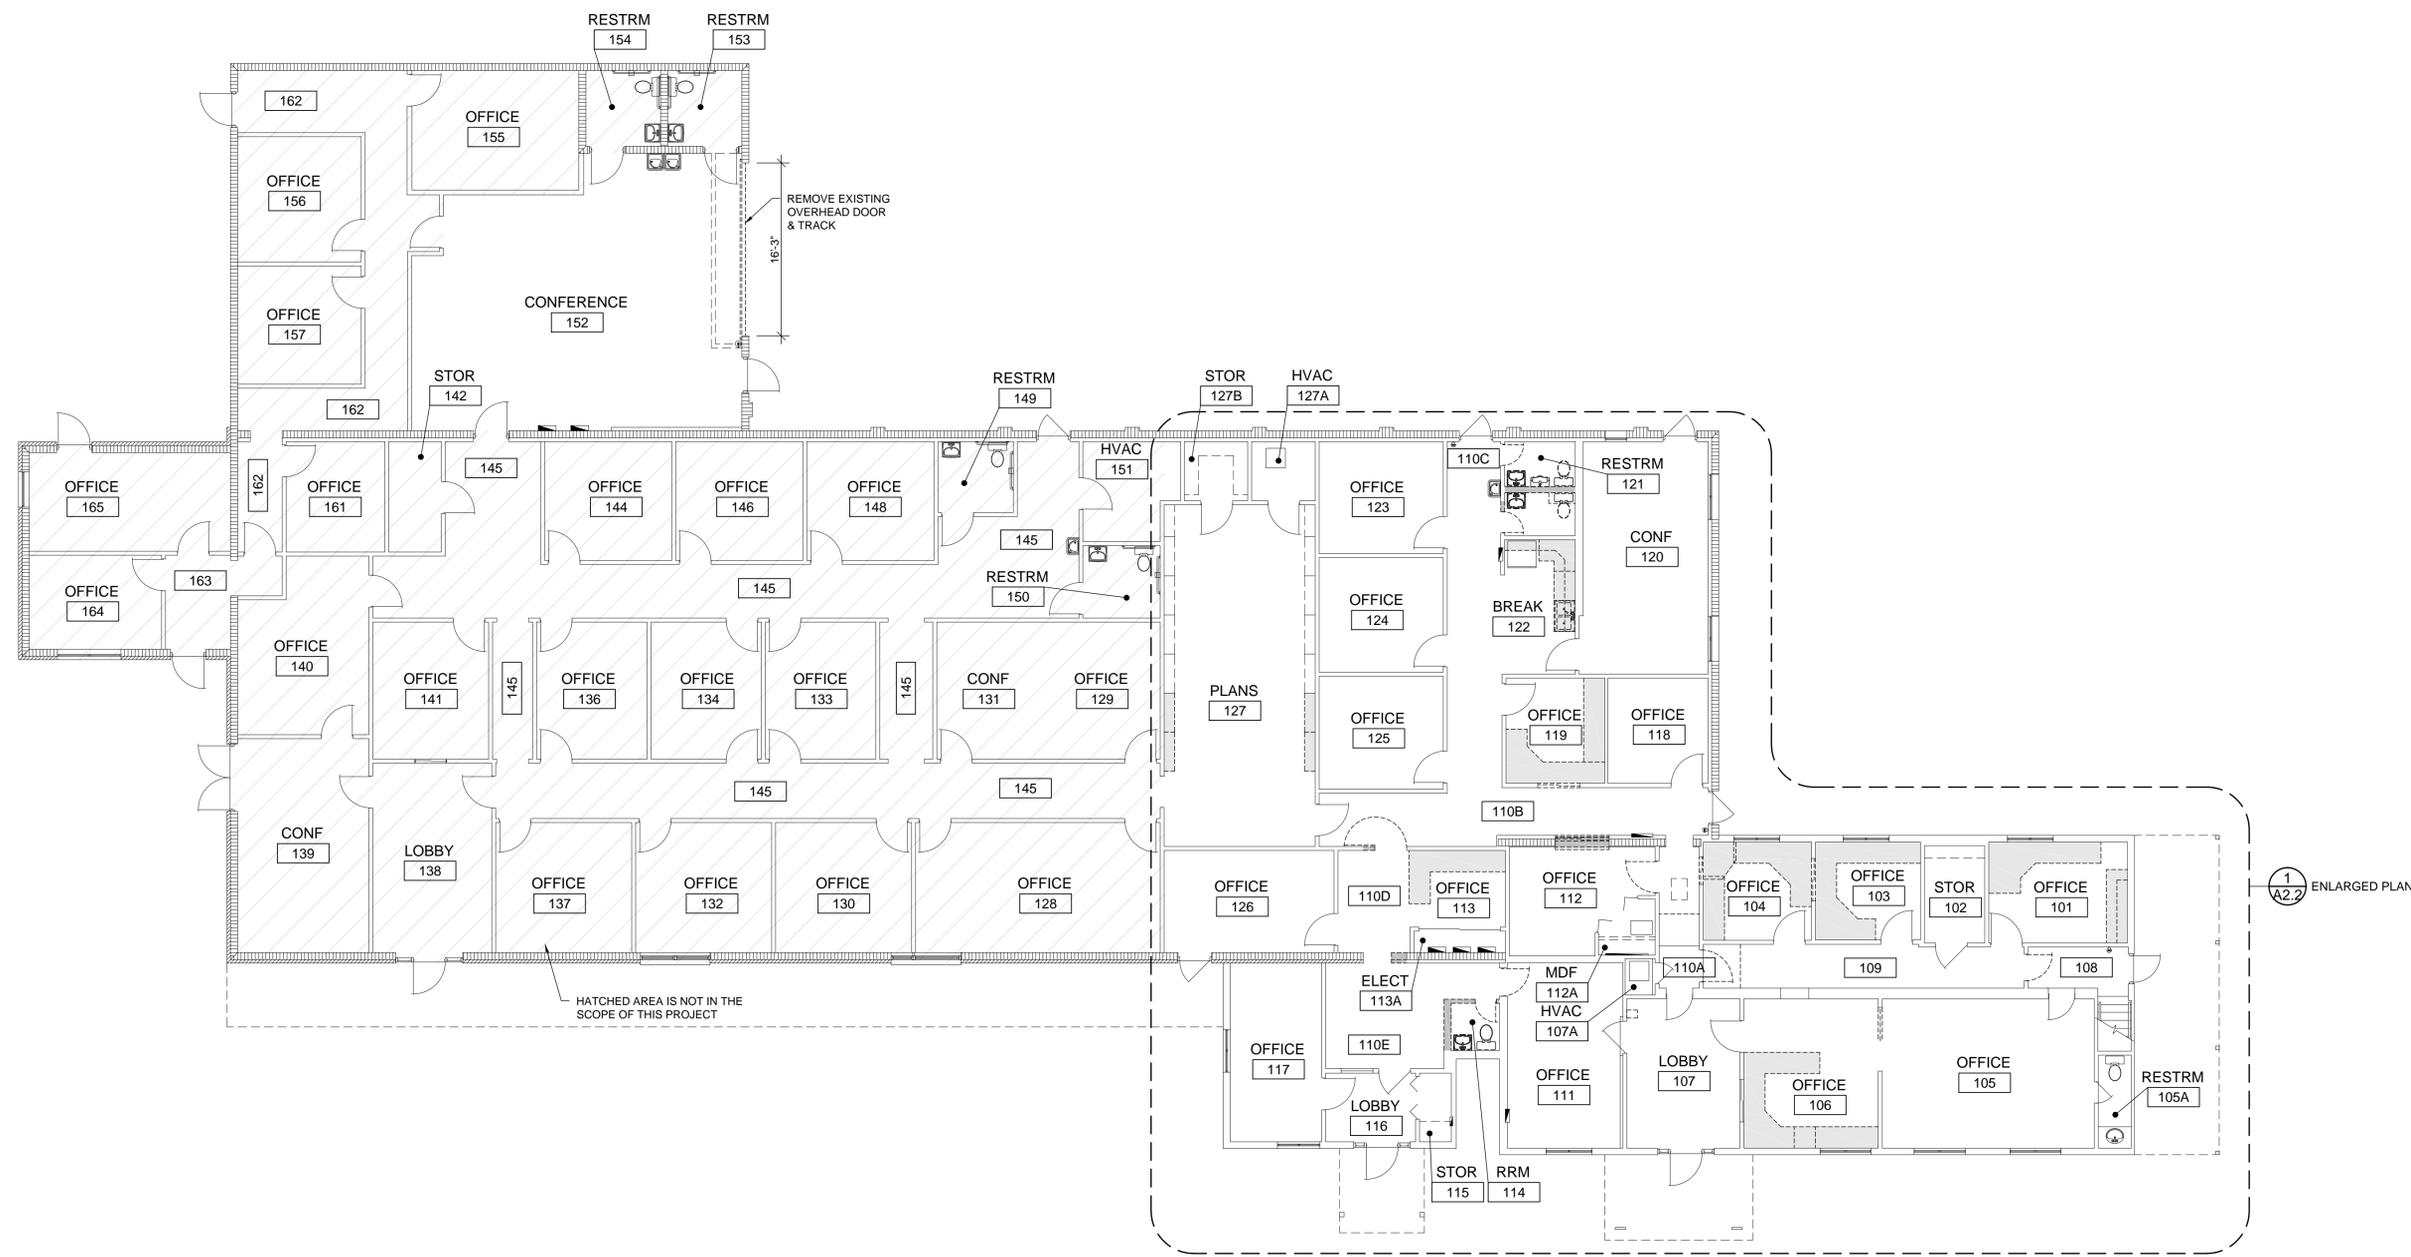 RESTRM
154
RESTRM
153
162
OFFICE
155
OFFICE
156
REMOVE EXISTING
OVERHEAD DOOR
& TRACK
16'-3"
OFFICE
157
CONFERENCE
152
162
STOR
142
RESTRM
149
STOR
127B
HVAC
127A
OFFICE
165
162
OFFICE
161
145
OFFICE
144
OFFICE
146
OFFICE
148
HVAC
151
145
OFFICE
123
110C
RESTRM
121
CONF
120
OFFICE
164
163
145
RESTRM
150
OFFICE
124
BREAK
122
OFFICE
140
OFFICE
141
145
OFFICE
136
OFFICE
134
OFFICE
133
145
CONF
131
OFFICE
129
PLANS
127
OFFICE
125
OFFICE
119
OFFICE
118
145
145
110B
CONF
139
LOBBY
138
OFFICE
137
OFFICE
132
OFFICE
130
OFFICE
128
OFFICE
126
110D
OFFICE
113
OFFICE
112
OFFICE
104
OFFICE
103
STOR
102
OFFICE
101
1
A2.2
ENLARGED PLAN
HATCHED AREA IS NOT IN THE
SCOPE OF THIS PROJECT
ELECT
113A
MDF
112A
HVAC
107A
110A
109
108
OFFICE
117
110E
LOBBY
116
OFFICE
111
LOBBY
107
OFFICE
106
OFFICE
105
RESTRM
105A
STOR
115
RRM
114